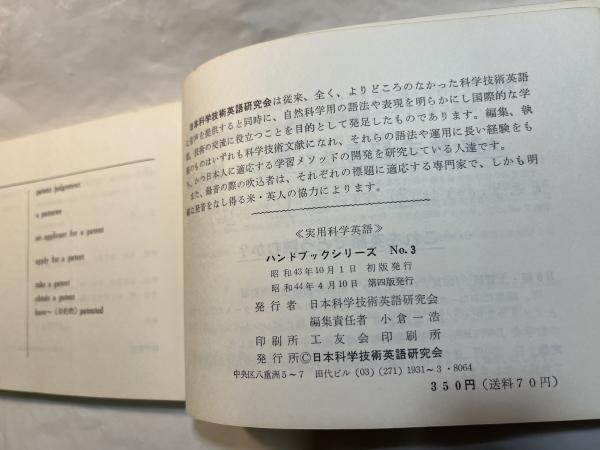 patent judgement
a patentee
an applicant for a patent
apply for a patent
take a patent
obtain a patent
have〜(名詞的) patented
日本科学技術英語研究会は従来、全く、よりどころのなかった科学技術英語
に音声を提供すると同時に、自然科学用の語法や表現を明らかにし国際的な学
術、技術の交流に役立つことを目的として発足したものであります。編集、執
筆のものはいずれも科学技術文献になれ、それらの語法や運用に長い経験をも
ち、かつ日本人に適応する学習メソッドの開発を研究している人達です。
また、録音の際の吹込者は、それぞれの標題に適応する専門家で、しかも明
確な発音をなし得る米・英人の協力によります。
≪実用科学英語≫
ハンドブックシリーズ No.3
昭和43年10月1日 初版発行
昭和44年4月10日 第四版発行
発行者 日本科学技術英語研究会
編集責任者 小倉一浩
印刷所 工友会印刷所
発行所©日本科学技術英語研究会
中央区八重洲5〜7 田代ビル (03) (271) 1931〜3・8064
350円(送料70円)